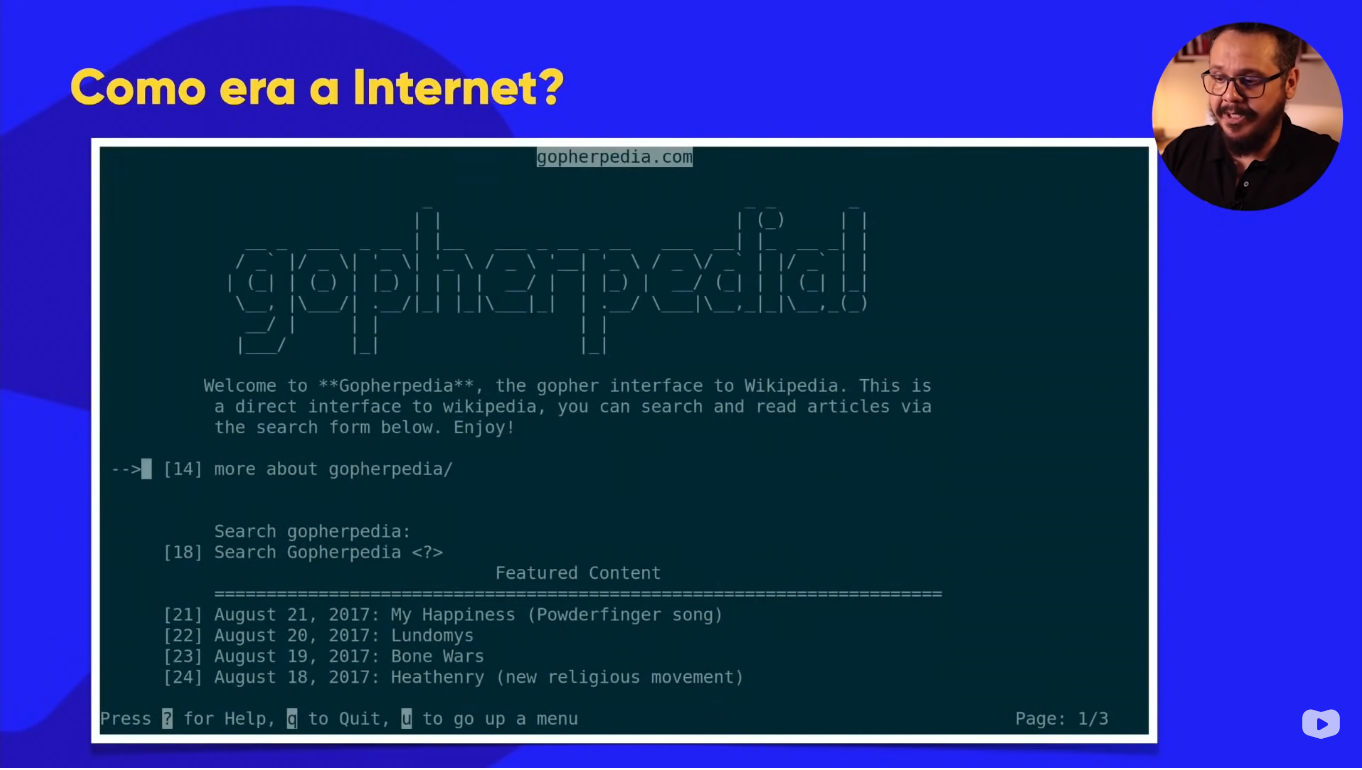 Como era a Internet?
gopherpedia.com
gopherpedia!
Welcome to **Gopherpedia**, the gopher interface to Wikipedia. This is
a direct interface to wikipedia, you can search and read articles via
the search form below. Enjoy!
--> [14] more about gopherpedia/
Search gopherpedia:
[18] Search Gopherpedia <?>
Featured Content
======================================================================
[21] August 21, 2017: My Happiness (Powderfinger song)
[22] August 20, 2017: Lundomys
[23] August 19, 2017: Bone Wars
[24] August 18, 2017: Heathenry (new religious movement)
Press ? for Help, q to Quit, u to go up a menu Page: 1/3